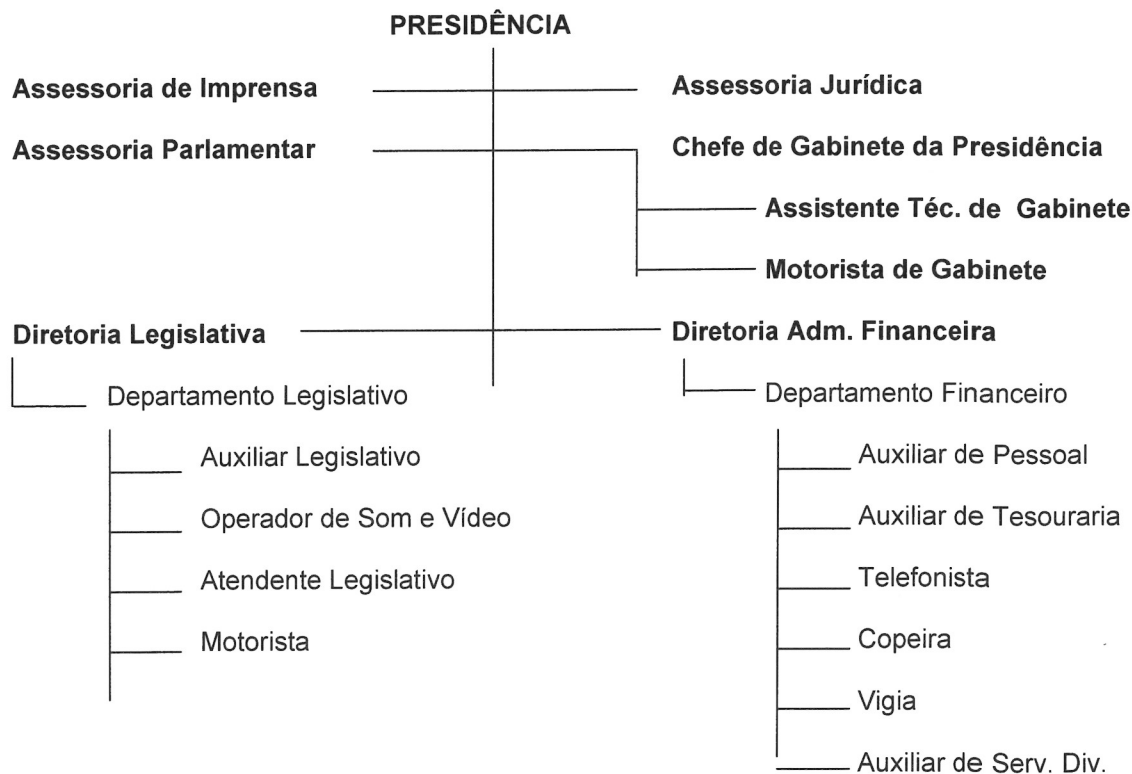 PRESIDÊNCIA
Assessoria de Imprensa
Assessoria Jurídica
Assessoria Parlamentar
Chefe de Gabinete da Presidência
Assistente Téc. de Gabinete
Motorista de Gabinete
Diretoria Legislativa
Diretoria Adm. Financeira
Departamento Legislativo
Departamento Financeiro
Auxiliar Legislativo
Auxiliar de Pessoal
Operador de Som e Vídeo
Auxiliar de Tesouraria
Atendente Legislativo
Telefonista
Motorista
Copeira
Vigia
Auxiliar de Serv. Div.